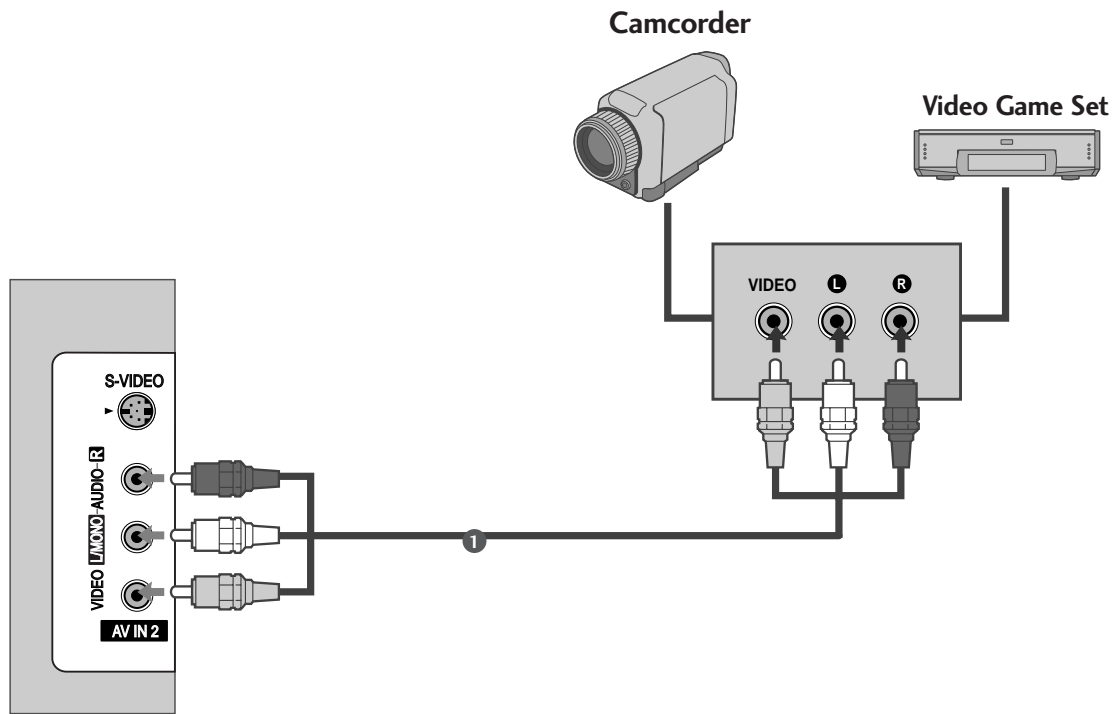 Camcorder
Video Game Set
VIDEO L R
S-VIDEO
VIDEO L/MONO-AUDIO-R
1
AV IN 2